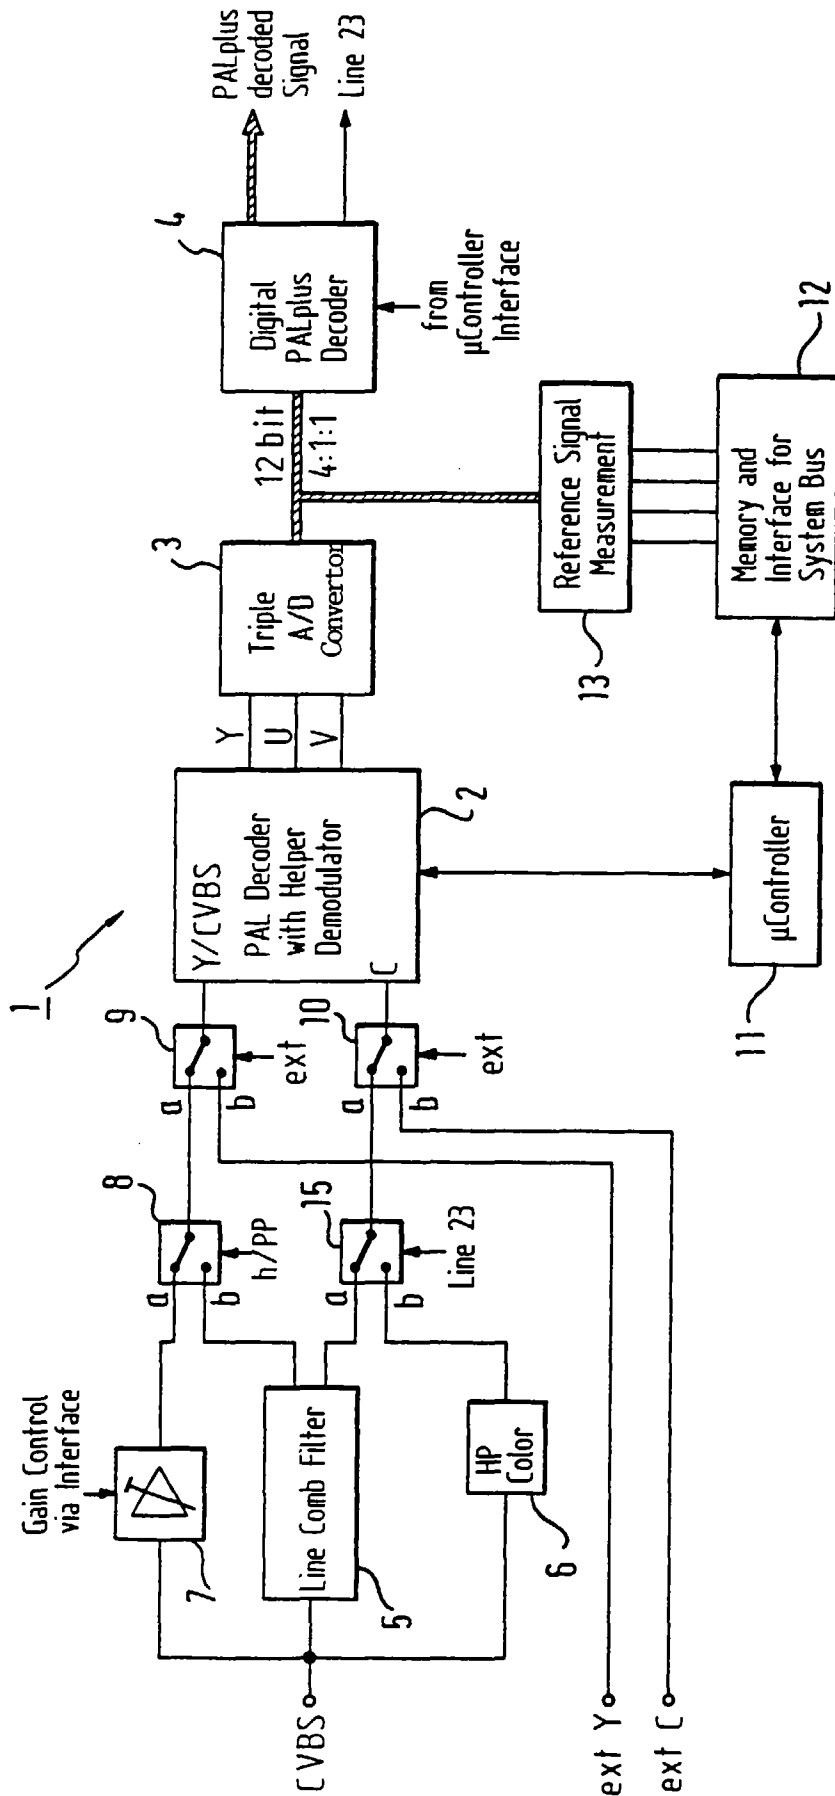 1
CVBS
ext Y
ext C
Gain Control
via Interface
7
Line Comb Filter
5
HP
Color
6
a
b
8
h/PP
a
b
15
Line 23
a
b
9
ext
a
b
10
ext
Y/CVBS
PAL Decoder
with Helper
Demodulator
C
2
Y
U
V
Triple
A/D
Convertor
3
12 bit
4:1:1
Digital
PALplus
Decoder
4
from
µController
Interface
PALplus
decoded
Signal
Line 23
Reference Signal
Measurement
13
Memory and
Interface for
System Bus
12
µController
11